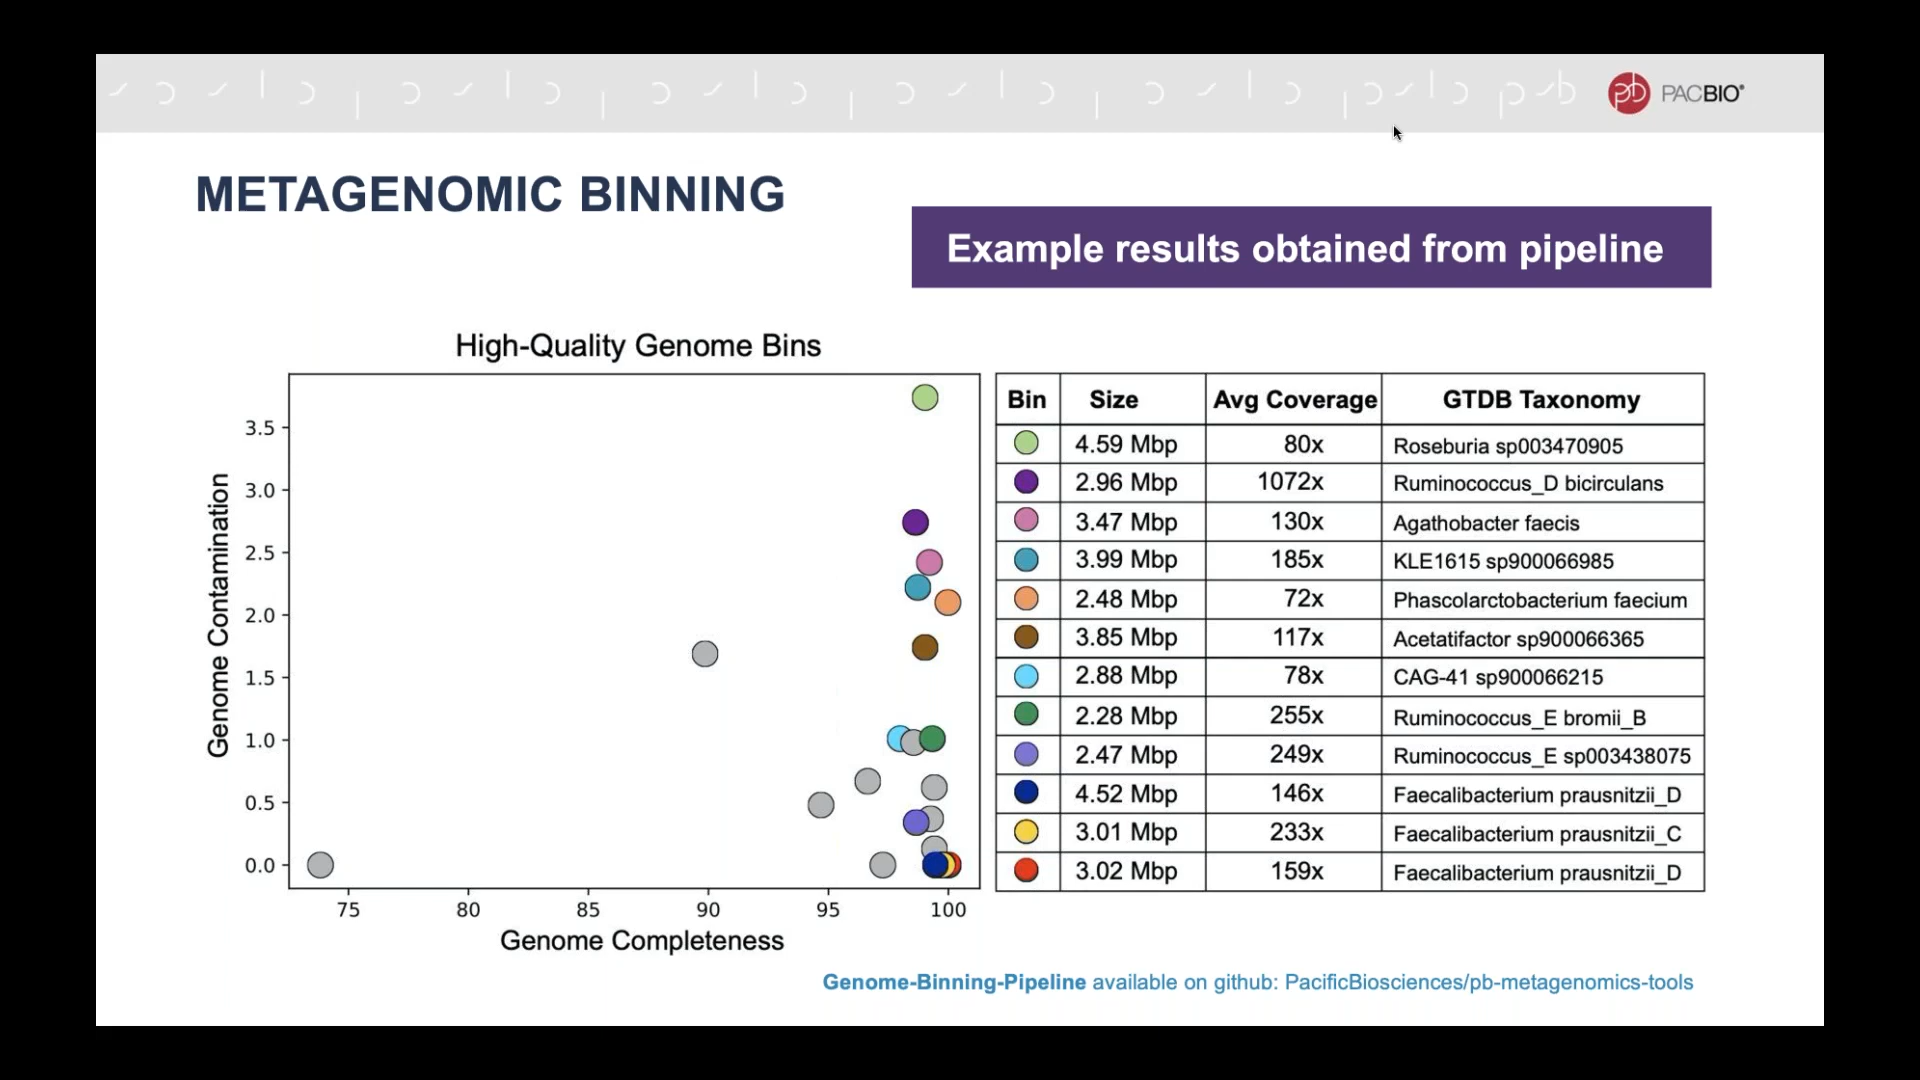 pb PACBIO®
METAGENOMIC BINNING
Example results obtained from pipeline
High-Quality Genome Bins
Genome Contamination
3.5
3.0
2.5
2.0
1.5
1.0
0.5
0.0
75 80 85 90 95 100
Genome Completeness
Bin Size Avg Coverage GTDB Taxonomy
4.59 Mbp 80x Roseburia sp003470905
2.96 Mbp 1072x Ruminococcus_D bicirculans
3.47 Mbp 130x Agathobacter faecis
3.99 Mbp 185x KLE1615 sp900066985
2.48 Mbp 72x Phascolarctobacterium faecium
3.85 Mbp 117x Acetatifactor sp900066365
2.88 Mbp 78x CAG-41 sp900066215
2.28 Mbp 255x Ruminococcus_E bromii_B
2.47 Mbp 249x Ruminococcus_E sp003438075
4.52 Mbp 146x Faecalibacterium prausnitzii_D
3.01 Mbp 233x Faecalibacterium prausnitzii_C
3.02 Mbp 159x Faecalibacterium prausnitzii_D
Genome-Binning-Pipeline available on github: PacificBiosciences/pb-metagenomics-tools